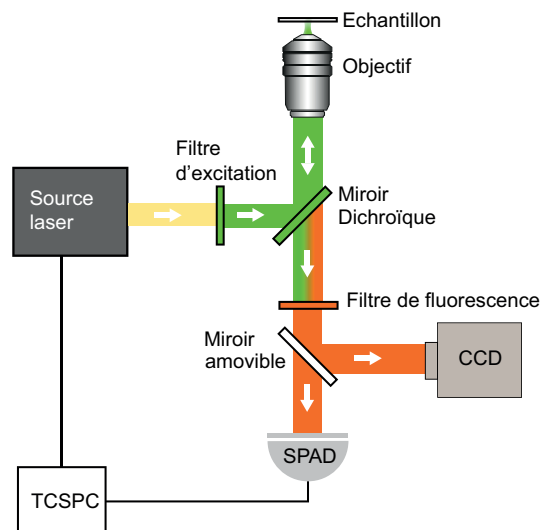 Echantillon
Objectif
Filtre
d'excitation
Source
laser
Miroir
Dichroïque
Filtre de fluorescence
Miroir
amovible
CCD
SPAD
TCSPC